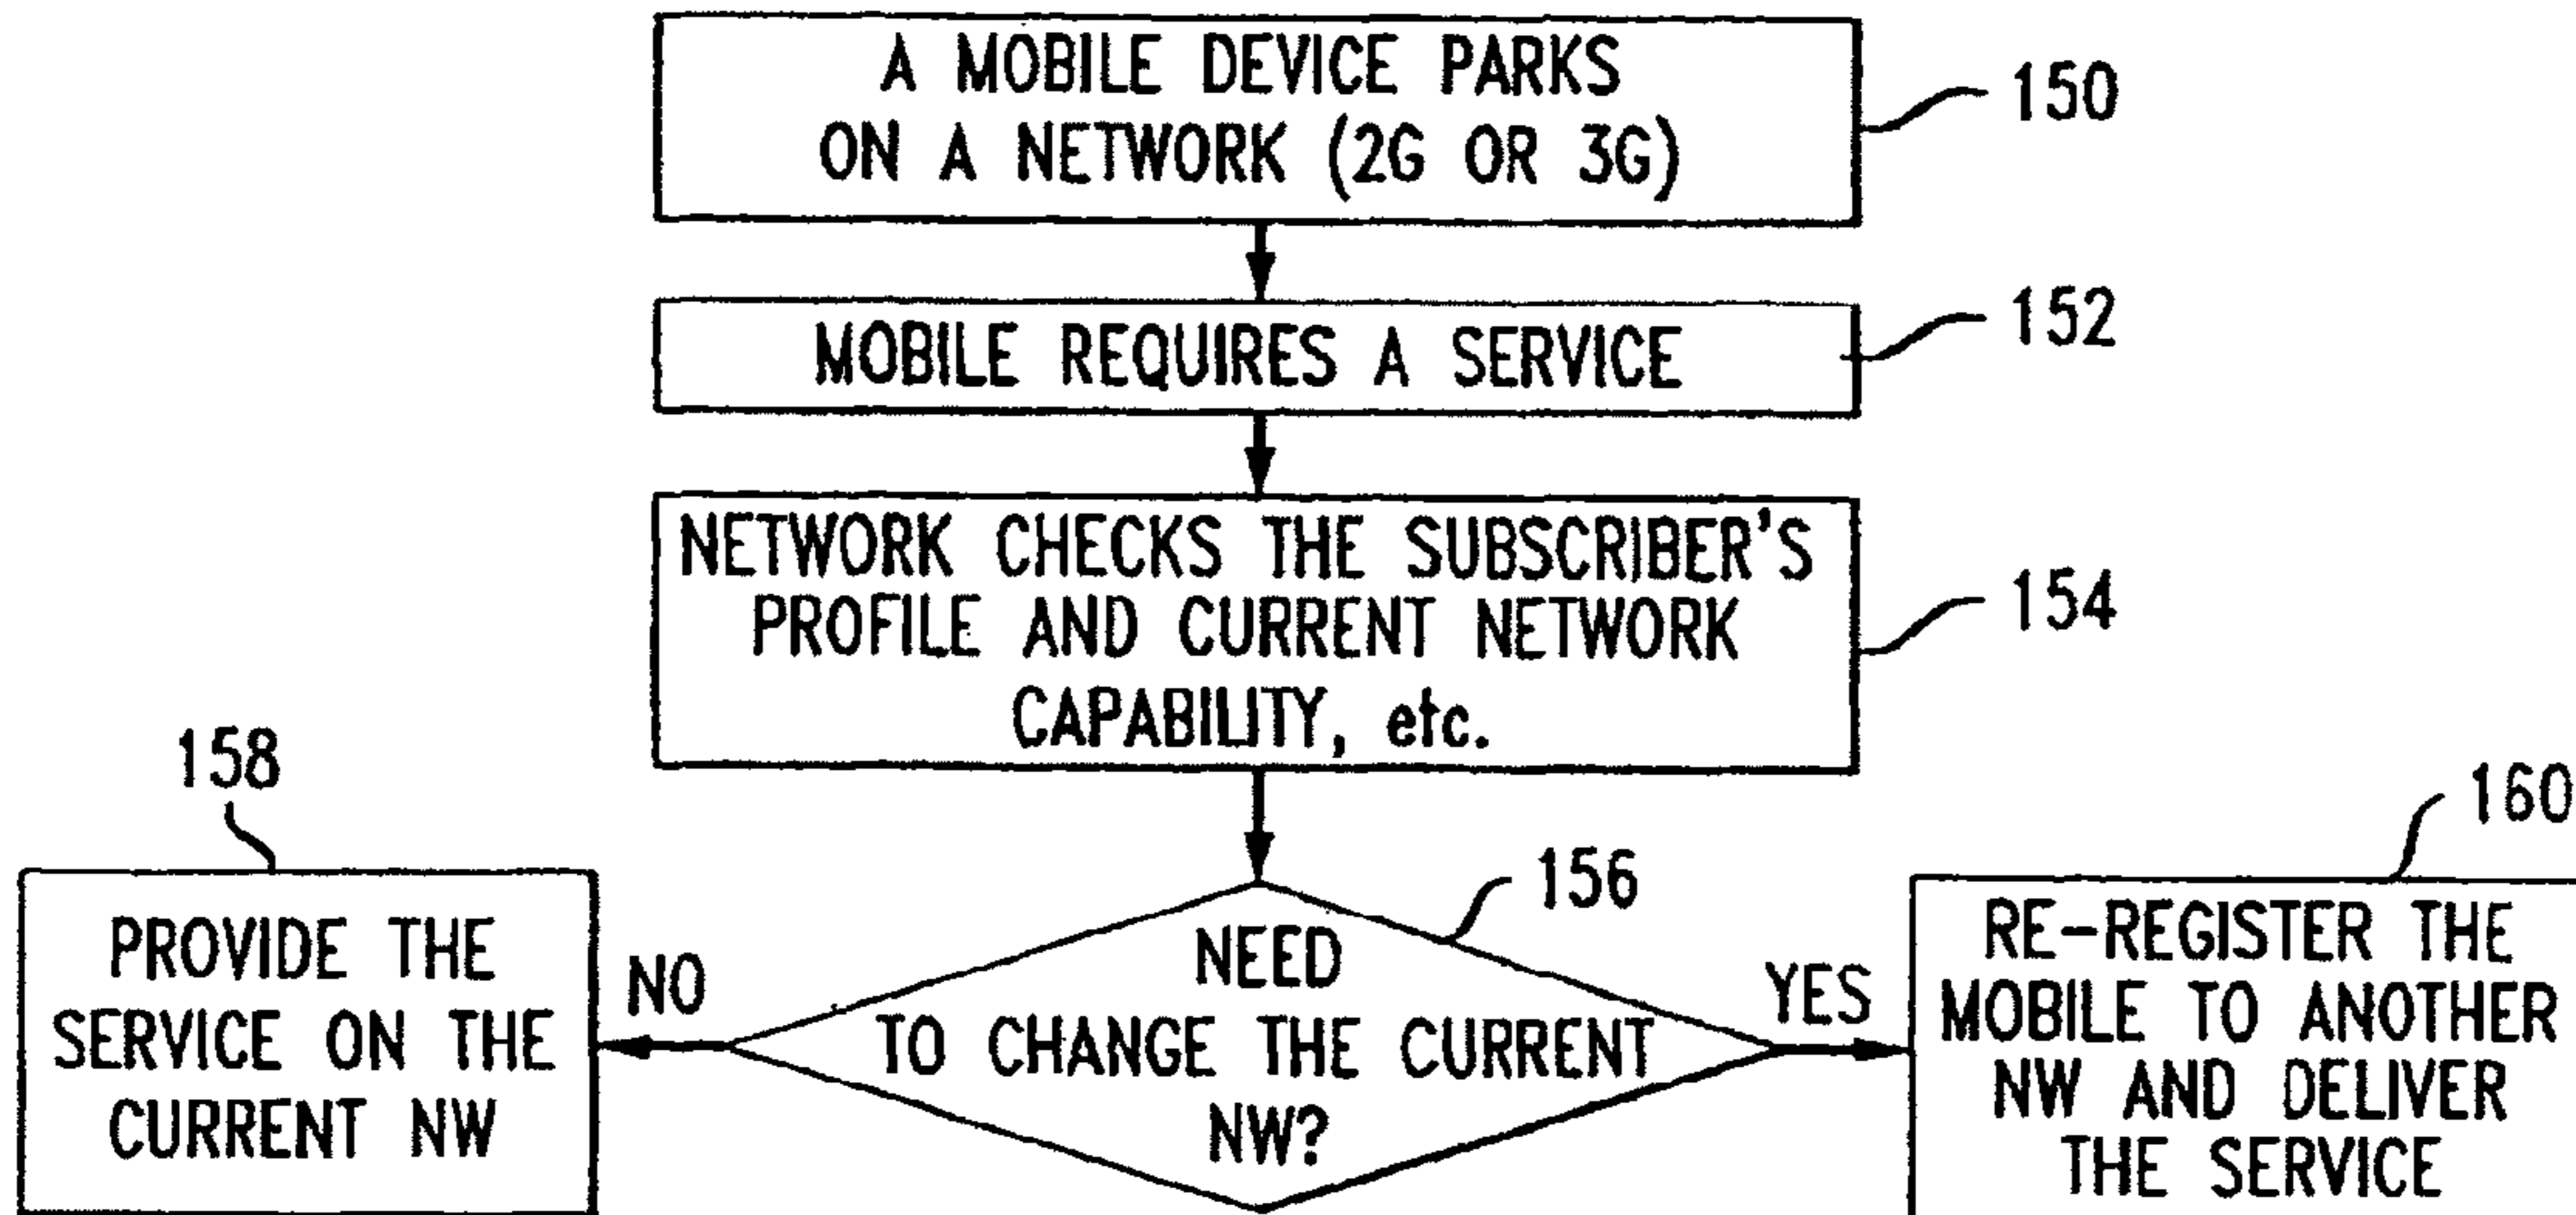 A MOBILE DEVICE PARKS
ON A NETWORK (2G OR 3G)
150
MOBILE REQUIRES A SERVICE
152
NETWORK CHECKS THE SUBSCRIBER'S
PROFILE AND CURRENT NETWORK
CAPABILITY, etc.
154
158
PROVIDE THE
SERVICE ON THE
CURRENT NW
NO
156
NEED
TO CHANGE THE CURRENT
NW?
YES
160
RE-REGISTER THE
MOBILE TO ANOTHER
NW AND DELIVER
THE SERVICE